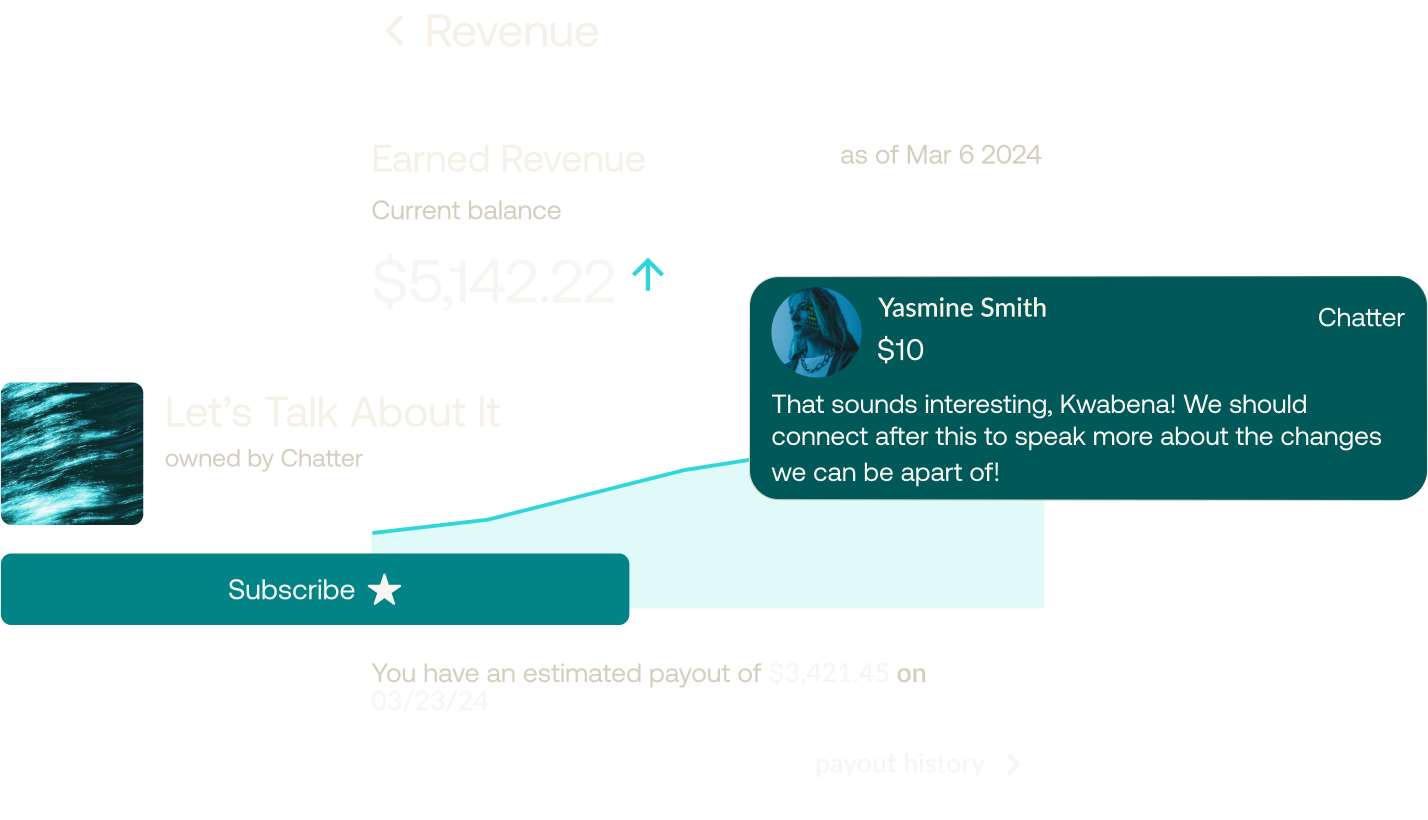 Revenue
Earned Revenue
as of Mar 6 2024
Current balance
$5,142.22
Yasmine Smith
Chatter
$10
That sounds interesting, Kwabena! We should
connect after this to speak more about the changes
we can be apart of!
Let’s Talk About It
owned by Chatter
Subscribe
You have an estimated payout of $3,421.45 on
03/23/24
payout history